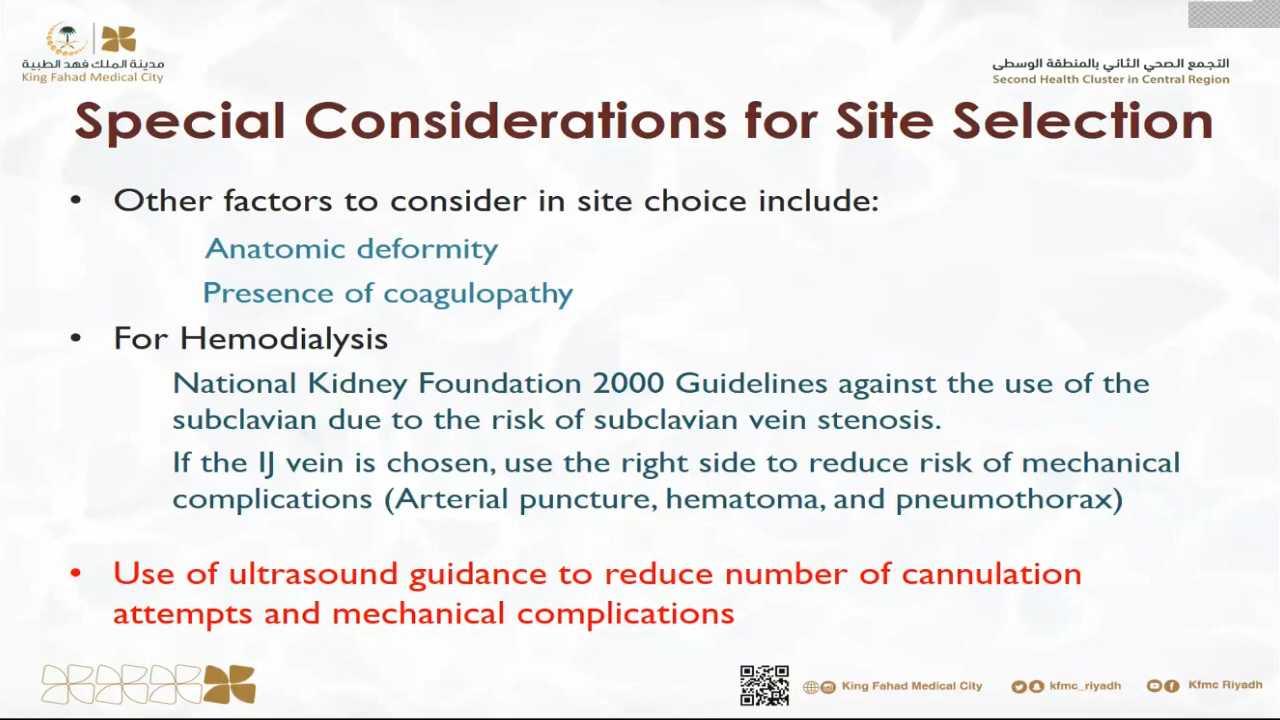 مدينة الملك فهد الطبية
King Fahad Medical City
التجمع الصحي الثاني بالمنطقة الوسطى
Second Health Cluster in Central Region
Special Considerations for Site Selection
• Other factors to consider in site choice include:
Anatomic deformity
Presence of coagulopathy
• For Hemodialysis
National Kidney Foundation 2000 Guidelines against the use of the
subclavian due to the risk of subclavian vein stenosis.
If the IJ vein is chosen, use the right side to reduce risk of mechanical
complications (Arterial puncture, hematoma, and pneumothorax)
• Use of ultrasound guidance to reduce number of cannulation
attempts and mechanical complications
King Fahad Medical City
kfmc_riyadh
Kfmc Riyadh